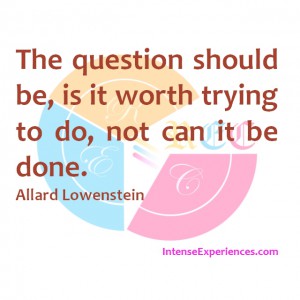 The question should
be, is it worth trying
to do, not can it be
done.
Allard Lowenstein
IntenseExperiences.com